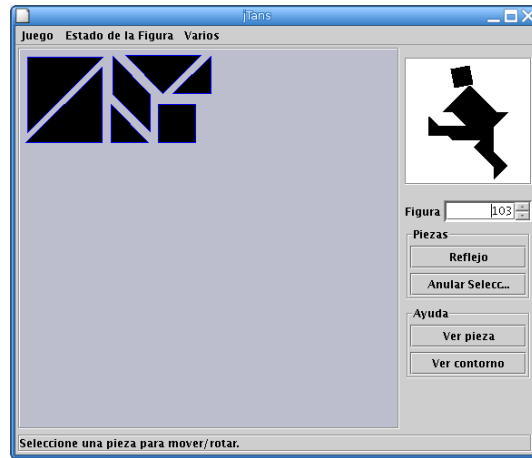 jTans
Juego Estado de la Figura Varios
Figura 103
Piezas
Reflejo
Anular Selecc...
Ayuda
Ver pieza
Ver contorno
Seleccione una pieza para mover/rotar.